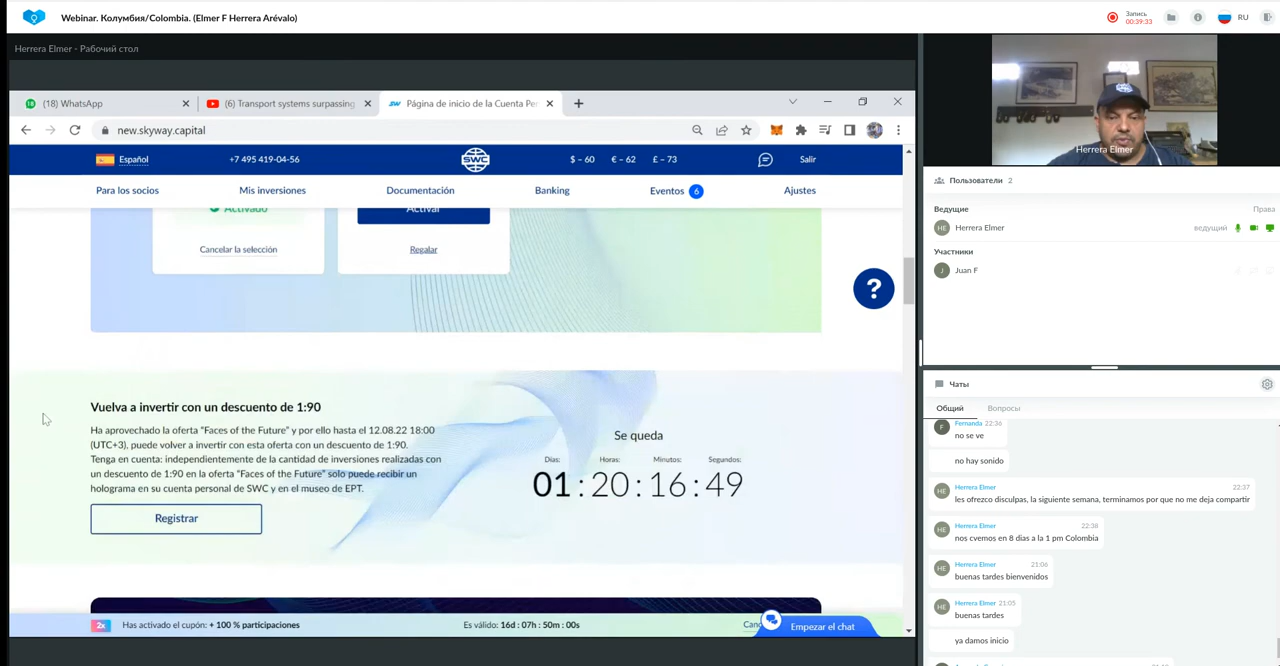 Webinar. Колумбия/Colombia. (Elmer F Herrera Arévalo)
Запись
00:39:33
RU
Herrera Elmer - Рабочий стол
(18) WhatsApp
(6) Transport systems surpassing
Página de inicio de la Cuenta Per
new.skyway.capital
Español
+7 495 419-04-56
SWC
$ – 60
€ – 62
£ – 73
Salir
Para los socios
Mis inversiones
Documentación
Banking
Eventos 6
Ajustes
Activado
Activar
Cancelar la selección
Regalar
?
Vuelva a invertir con un descuento de 1:90
Ha aprovechado la oferta “Faces of the Future” y por ello hasta el 12.08.22 18:00
(UTC+3), puede volver a invertir con esta oferta con un descuento de 1:90.
Tenga en cuenta: independientemente de la cantidad de inversiones realizadas con
un descuento de 1:90 en la oferta “Faces of the Future” solo puede recibir un
holograma en su cuenta personal de SWC y en el museo de EPT.
Registrar
Se queda
Días: Horas: Minutos: Segundos:
01 : 20 : 16 : 49
2x
Has activado el cupón: + 100 % participaciones
Es válido: 16d : 07h : 50m : 00s
Canc
Empezar el chat
Herrera Elmer
Пользователи 2
Ведущие
Права
HE
Herrera Elmer
ведущий
Участники
J
Juan F
Чаты
Общий
Вопросы
F
Fernanda 22:36
no se ve
no hay sonido
HE
Herrera Elmer 22:37
les ofrezco disculpas, la siguiente semana, terminamos por que no me deja compartir
HE
Herrera Elmer 22:38
nos cvemos en 8 dias a la 1 pm Colombia
HE
Herrera Elmer 21:06
buenas tardes bienvenidos
HE
Herrera Elmer 21:05
buenas tardes
ya damos inicio